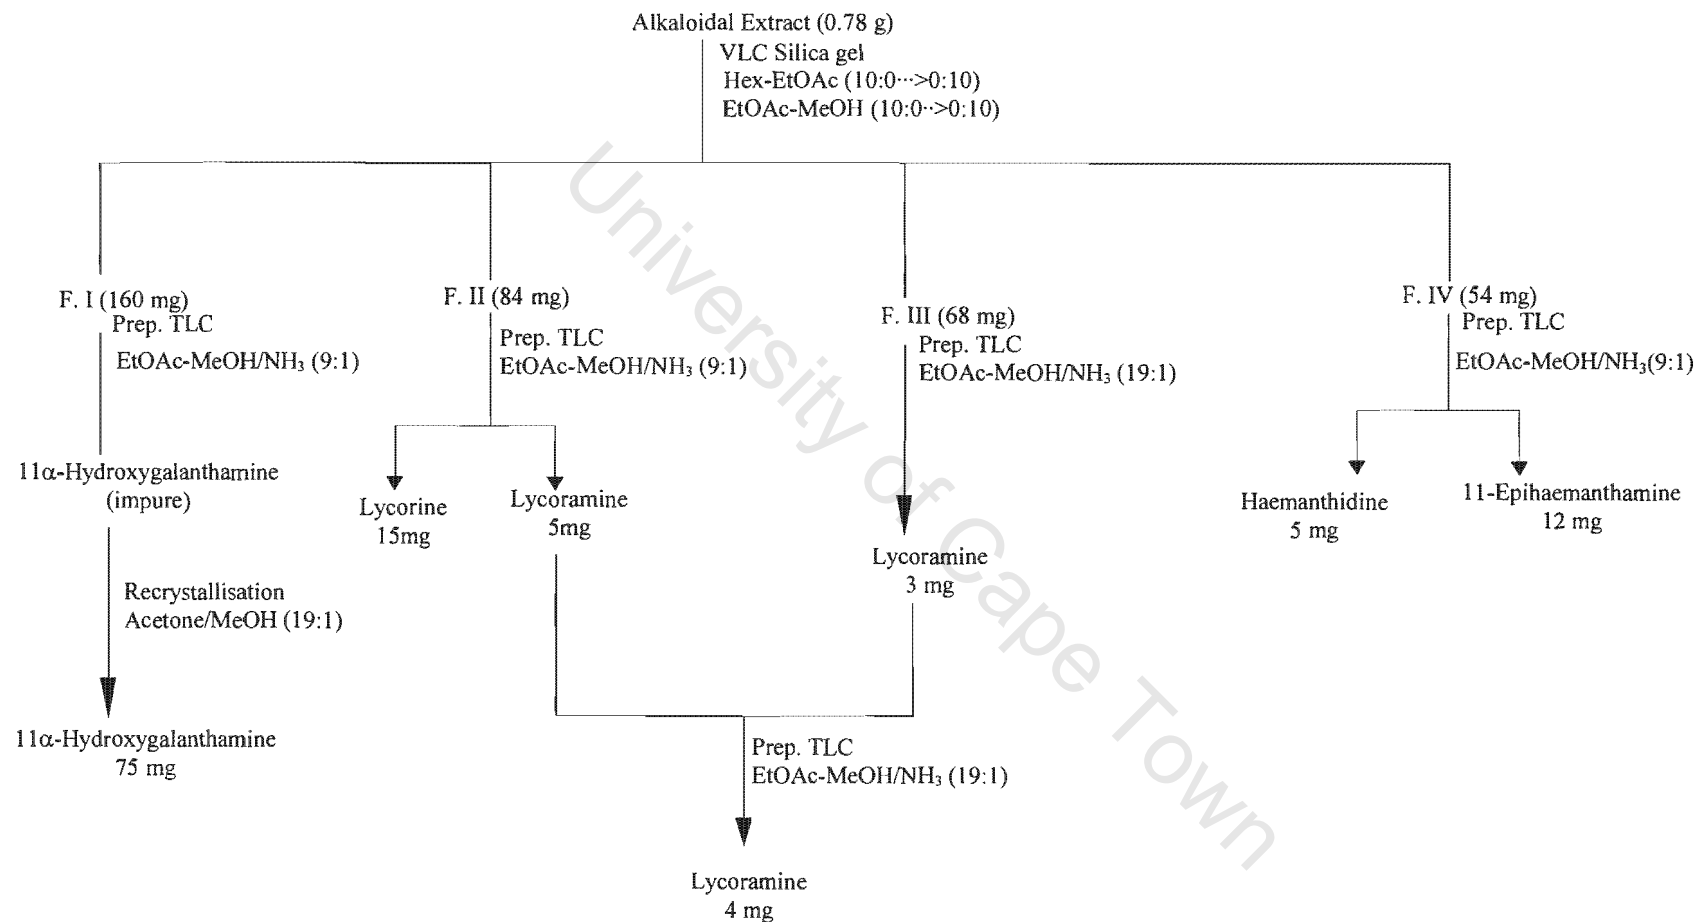 Alkaloidal Extract (0.78 g)
VLC Silica gel
Hex-EtOAc (10:0···>0:10)
EtOAc-MeOH (10:0··>0:10)
F. I (160 mg)
Prep. TLC
EtOAc-MeOH/NH₃ (9:1)
F. II (84 mg)
Prep. TLC
EtOAc-MeOH/NH₃ (9:1)
F. III (68 mg)
Prep. TLC
EtOAc-MeOH/NH₃ (19:1)
F. IV (54 mg)
Prep. TLC
EtOAc-MeOH/NH₃(9:1)
11α-Hydroxygalanthamine
(impure)
Lycorine
15mg
Lycoramine
5mg
Lycoramine
3 mg
Haemanthidine
5 mg
11-Epihaemanthamine
12 mg
Recrystallisation
Acetone/MeOH (19:1)
11α-Hydroxygalanthamine
75 mg
Prep. TLC
EtOAc-MeOH/NH₃ (19:1)
Lycoramine
4 mg
University of Cape Town